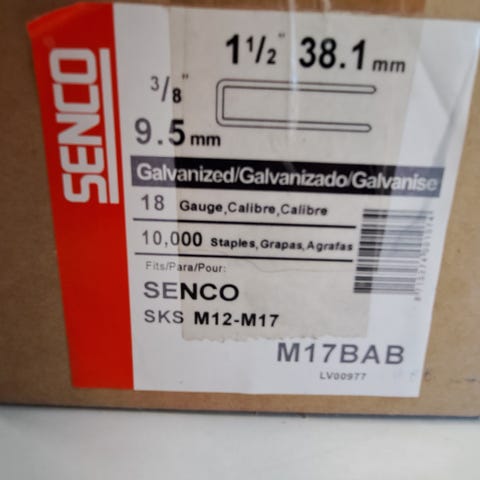 SENCO
1 1/2" 38.1 mm
3/8"
9.5 mm
Galvanized/Galvanizado/Galvanise
18 Gauge,Calibre,Calibre
10,000 Staples,Grapas,Agrafas
Fits/Para/Pour:
SENCO
SKS M12-M17
M17BAB
LV00977